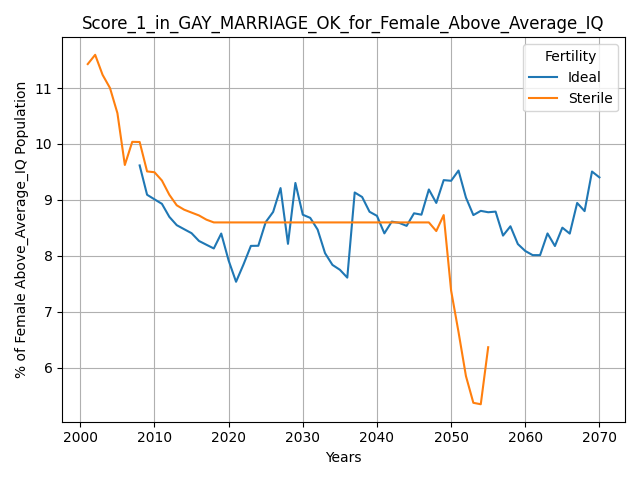 Score_1_in_GAY_MARRIAGE_OK_for_Female_Above_Average_IQ
Fertility
Ideal
Sterile
% of Female Above_Average_IQ Population
11
10
9
8
7
6
2000 2010 2020 2030 2040 2050 2060 2070
Years